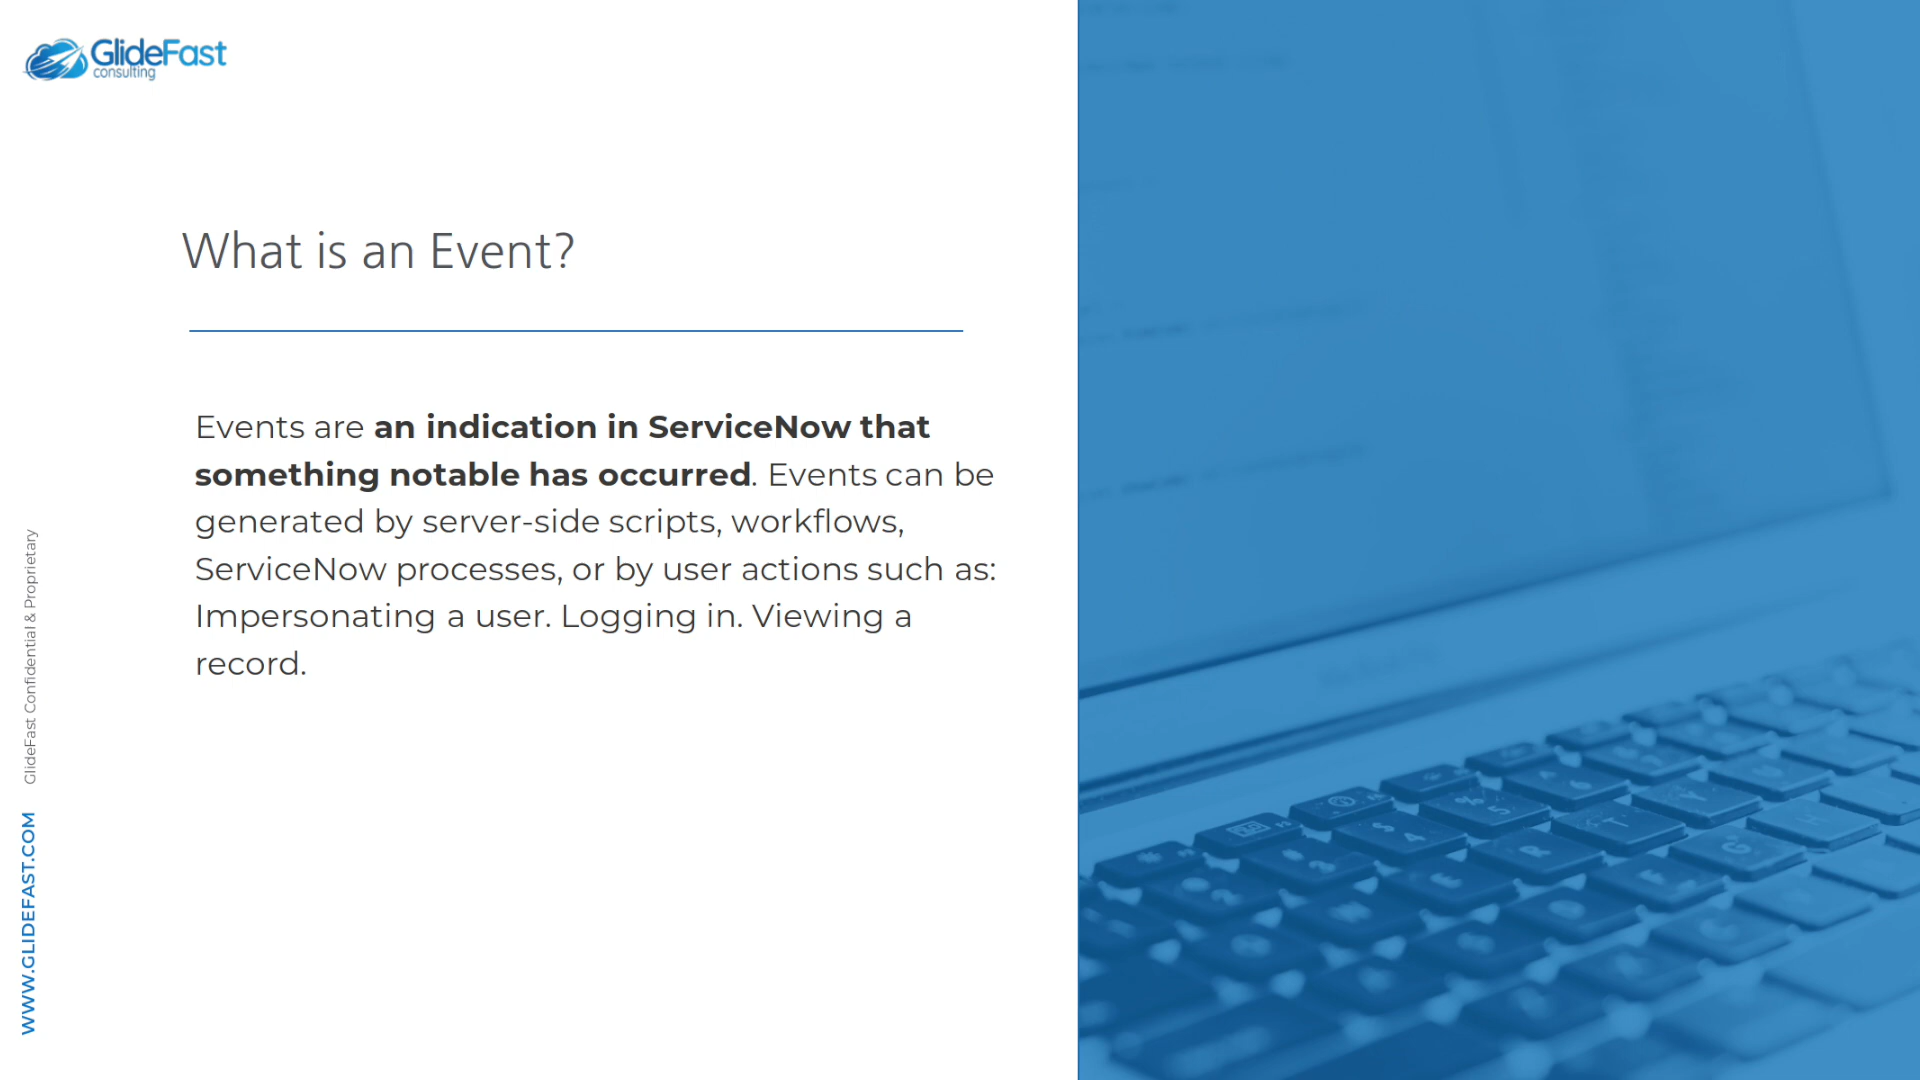 GlideFast
consulting
What is an Event?
Events are an indication in ServiceNow that
something notable has occurred. Events can be
generated by server-side scripts, workflows,
ServiceNow processes, or by user actions such as:
Impersonating a user. Logging in. Viewing a
record.
GlideFast Confidential & Proprietary
WWW.GLIDEFAST.COM